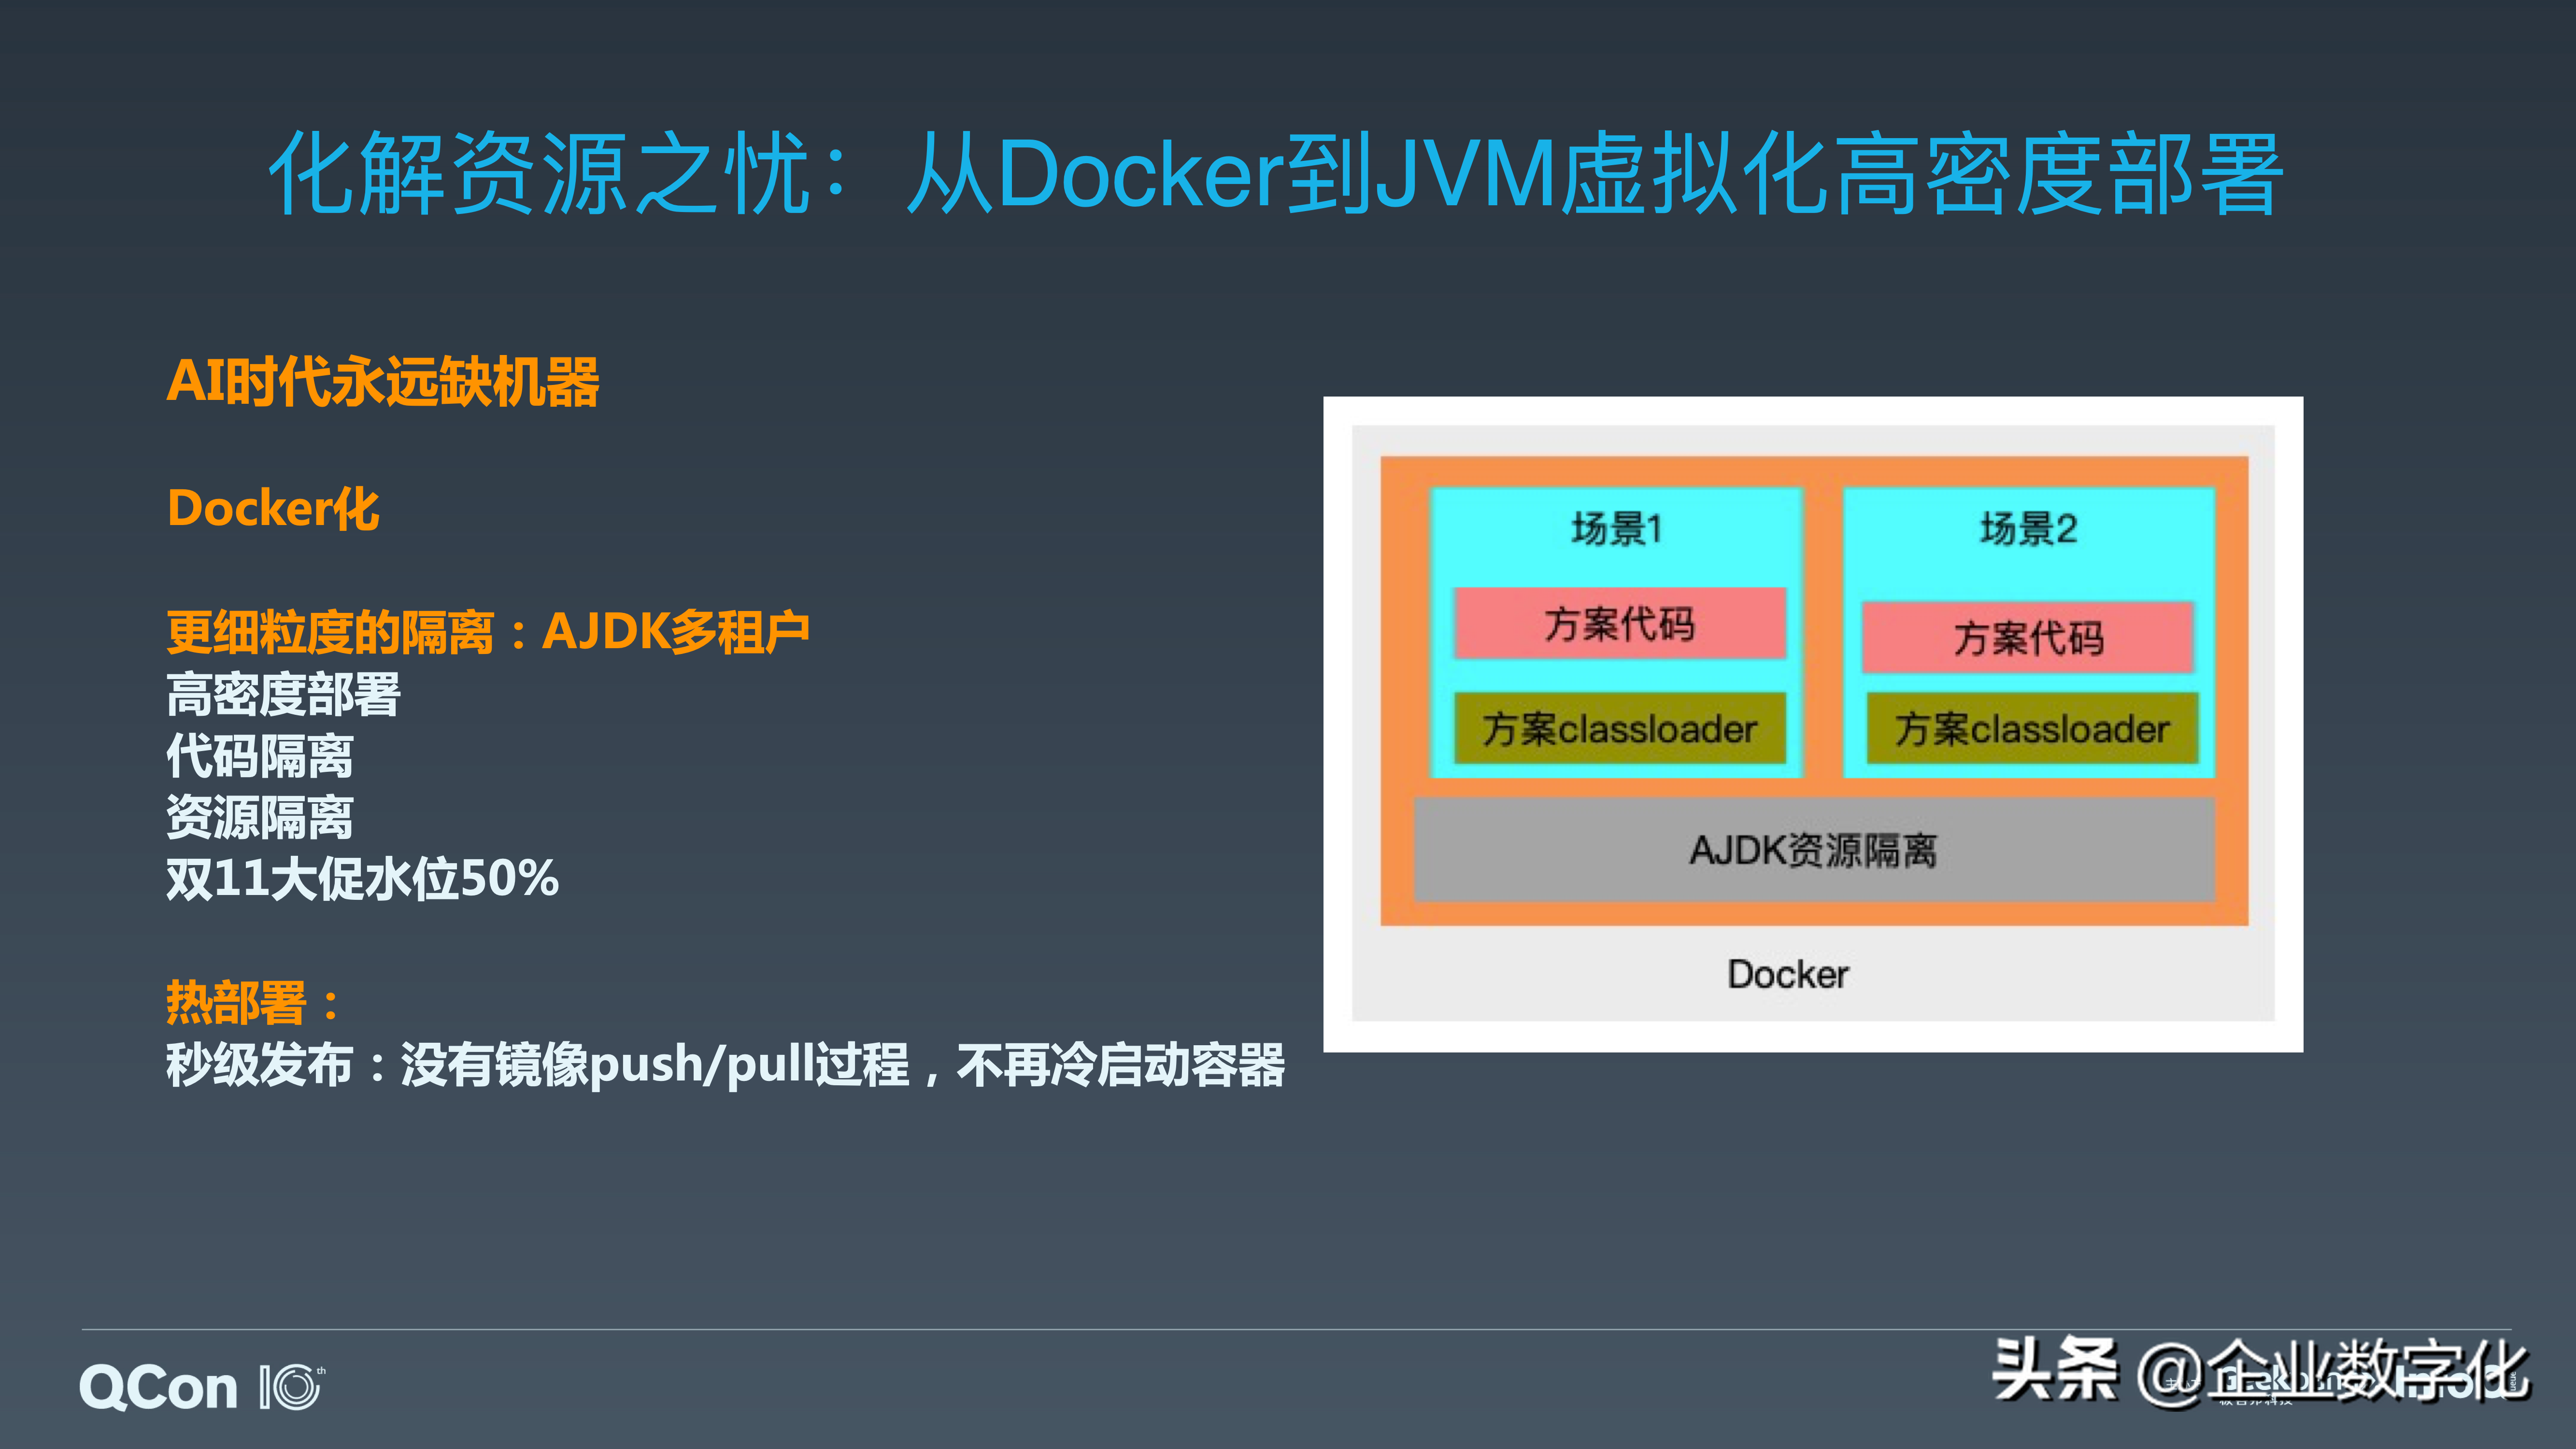 化解资源之忧：从Docker到JVM虚拟化高密度部署
AI时代永远缺机器
Docker化
更细粒度的隔离：AJDK多租户
高密度部署
代码隔离
资源隔离
双11大促水位50%
热部署：
秒级发布：没有镜像push/pull过程，不再冷启动容器
场景1
方案代码
方案classloader
场景2
方案代码
方案classloader
AJDK资源隔离
Docker
QCon 10th
头条 @企业数字化